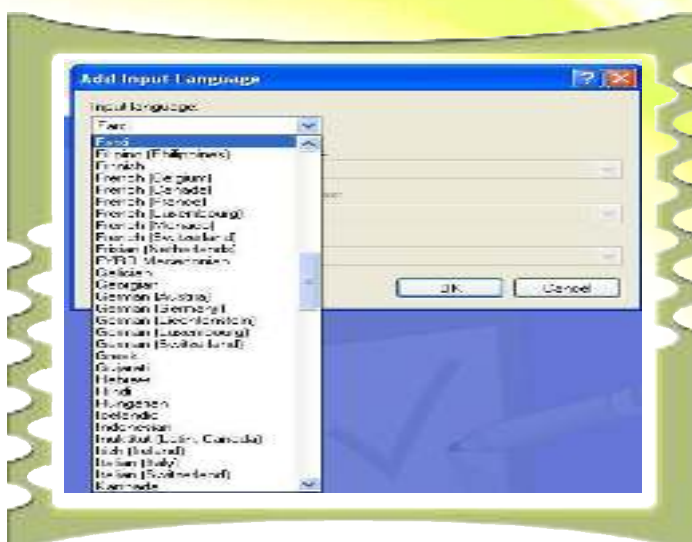 Add Input Language
Input language:
Farsi
Farsi
Filipino (Philippines)
Finnish
French (Belgium)
French (Canada)
French (France)
French (Luxembourg)
French (Monaco)
French (Switzerland)
Frisian (Netherlands)
FYRO Macedonian
Galician
Georgian
German (Austria)
German (Germany)
German (Liechtenstein)
German (Luxembourg)
German (Switzerland)
Greek
Gujarati
Hebrew
Hindi
Hungarian
Icelandic
Indonesian
Inuktitut (Latin, Canada)
Irish (Ireland)
Italian (Italy)
Italian (Switzerland)
Kannada
OK
Cancel